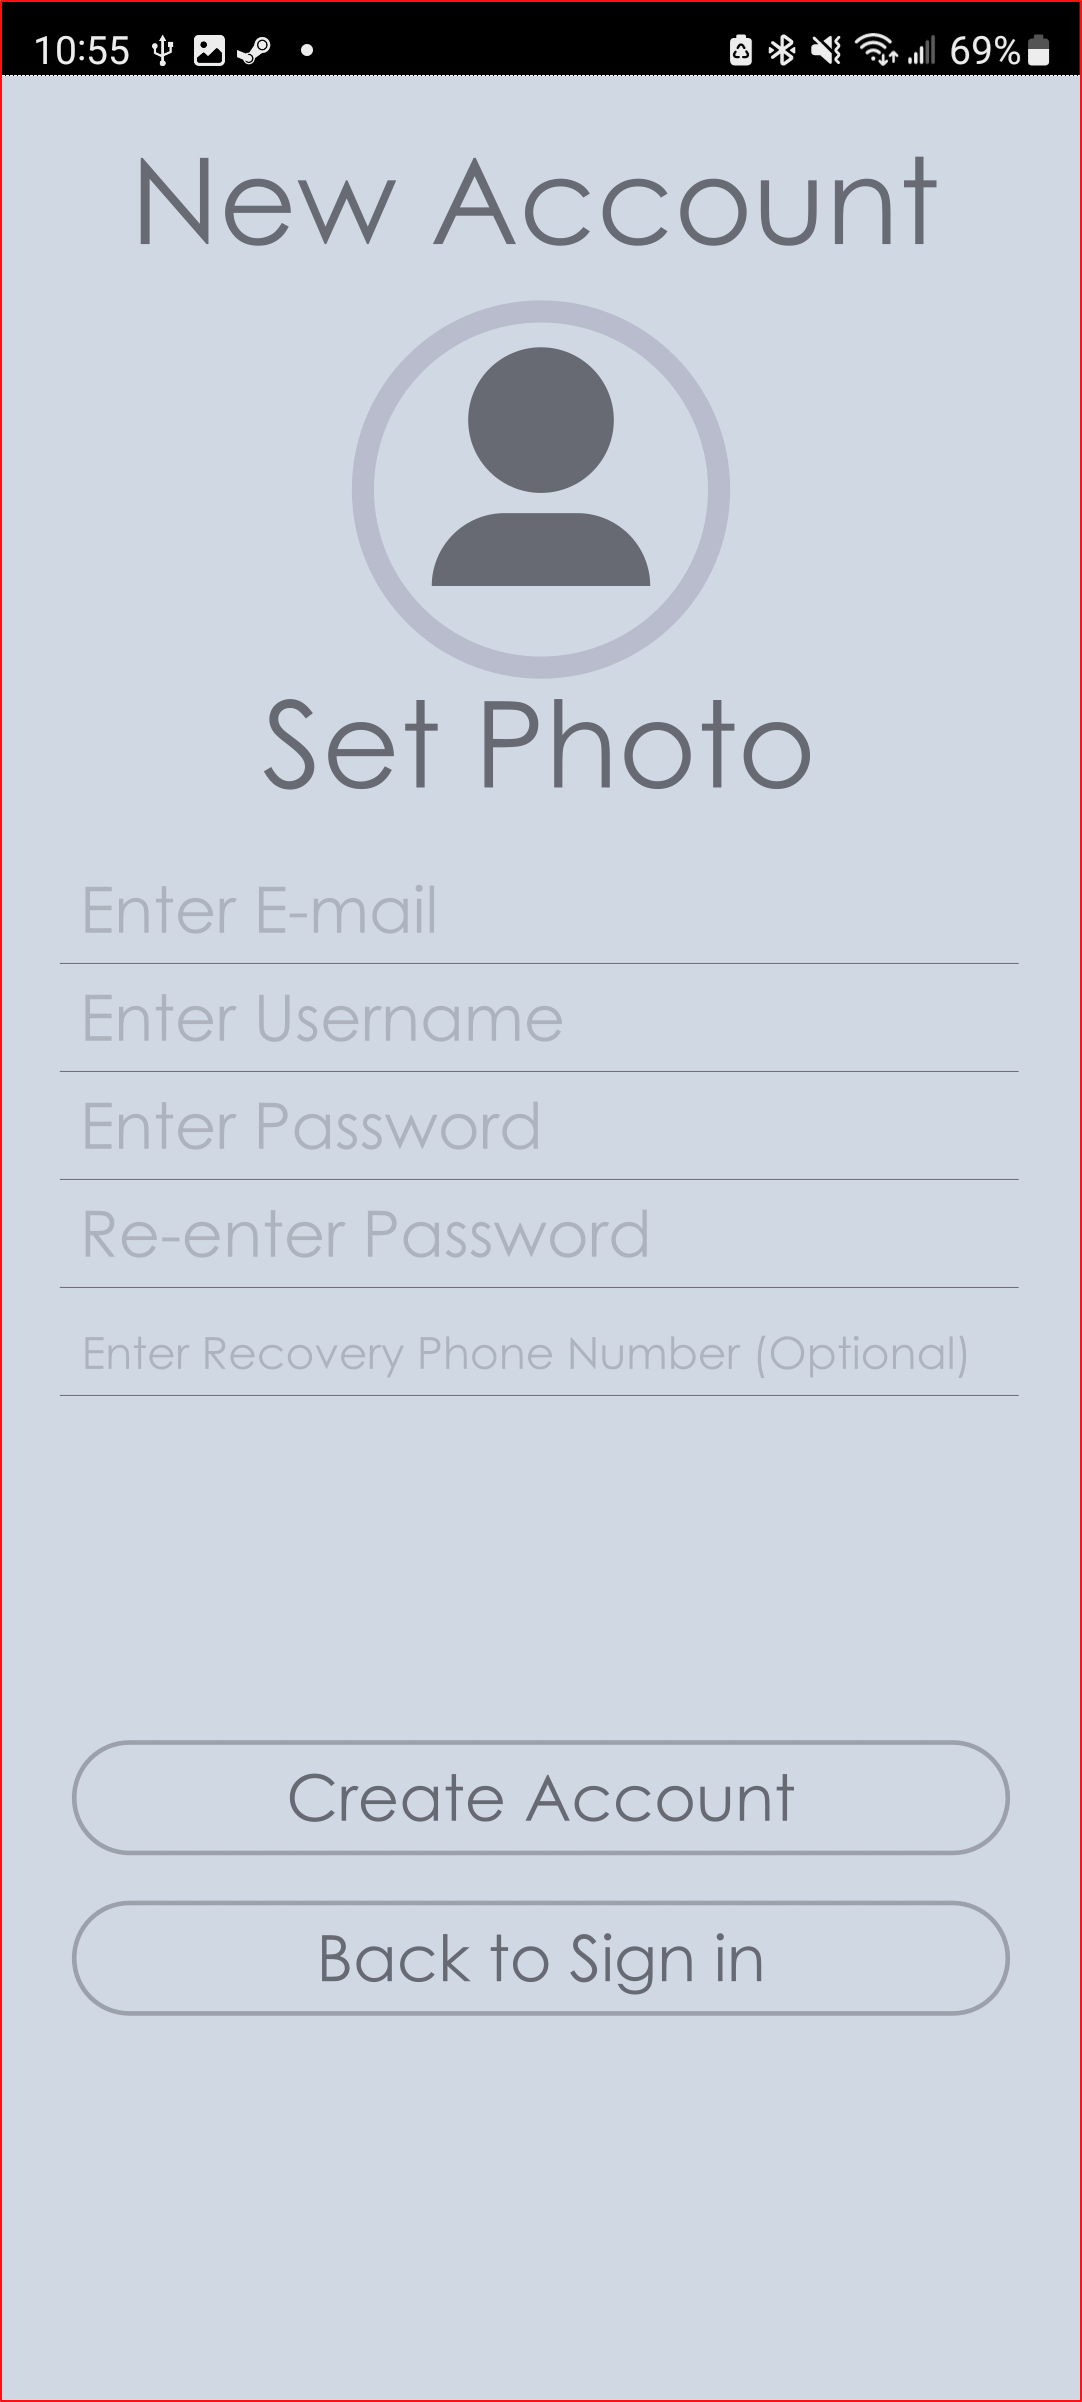 10:55 69%
New Account
Set Photo
Enter E-mail
Enter Username
Enter Password
Re-enter Password
Enter Recovery Phone Number (Optional)
Create Account
Back to Sign in